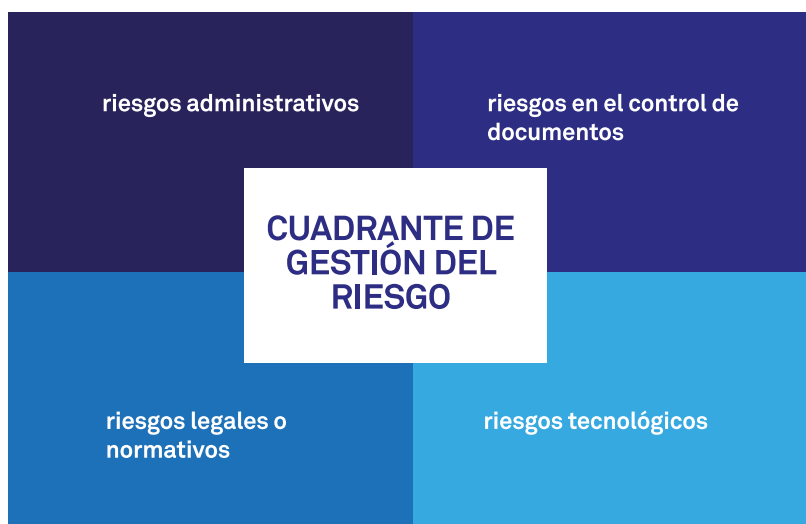 riesgos administrativos
riesgos en el control de
documentos
CUADRANTE DE
GESTIÓN DEL
RIESGO
riesgos legales o
normativos
riesgos tecnológicos